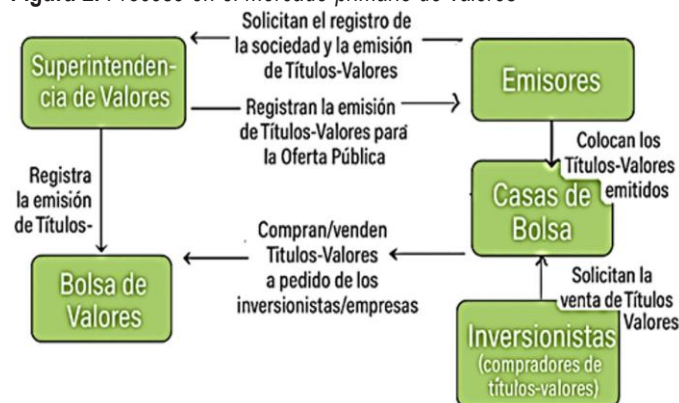 Figura 2. Proceso en el mercado primario de valores
Solicitan el registro de
la sociedad y la emisión
de Títulos-Valores
Superintenden-
cia de Valores
Emisores
Registran la emisión
de Títulos-Valores para
la Oferta Pública
Colocan los
Títulos-Valores
emitidos
Registra
la emisión
de Títulos-
Casas de
Bolsa
Compran/venden
Titulos-Valores
a pedido de los
inversionistas/empresas
Bolsa de
Valores
Solicitan la
venta de Títulos
Valores
Inversionistas
(compradores de
títulos-valores)